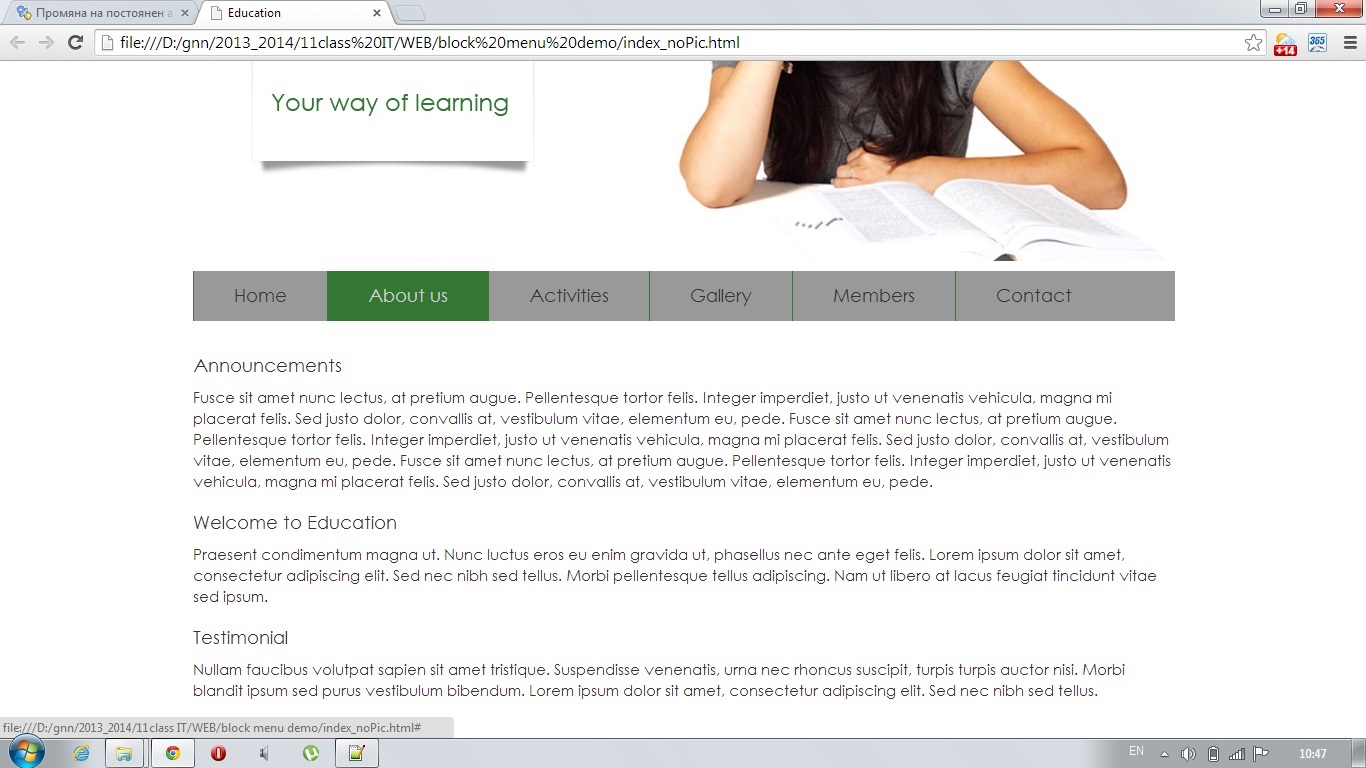 Промяна на постоянен а
Education
file:///D:/gnn/2013_2014/11class%20IT/WEB/block%20menu%20demo/index_noPic.html
+14
365
Your way of learning
Home About us Activities Gallery Members Contact
Announcements
Fusce sit amet nunc lectus, at pretium augue. Pellentesque tortor felis. Integer imperdiet, justo ut venenatis vehicula, magna mi
placerat felis. Sed justo dolor, convallis at, vestibulum vitae, elementum eu, pede. Fusce sit amet nunc lectus, at pretium augue.
Pellentesque tortor felis. Integer imperdiet, justo ut venenatis vehicula, magna mi placerat felis. Sed justo dolor, convallis at, vestibulum
vitae, elementum eu, pede. Fusce sit amet nunc lectus, at pretium augue. Pellentesque tortor felis. Integer imperdiet, justo ut venenatis
vehicula, magna mi placerat felis. Sed justo dolor, convallis at, vestibulum vitae, elementum eu, pede.
Welcome to Education
Praesent condimentum magna ut. Nunc luctus eros eu enim gravida ut, phasellus nec ante eget felis. Lorem ipsum dolor sit amet,
consectetur adipiscing elit. Sed nec nibh sed tellus. Morbi pellentesque tellus adipiscing. Nam ut libero at lacus feugiat tincidunt vitae
sed ipsum.
Testimonial
Nullam faucibus volutpat sapien sit amet tristique. Suspendisse venenatis, urna nec rhoncus suscipit, turpis turpis auctor nisi. Morbi
blandit ipsum sed purus vestibulum bibendum. Lorem ipsum dolor sit amet, consectetur adipiscing elit. Sed nec nibh sed tellus.
file:///D:/gnn/2013_2014/11class IT/WEB/block menu demo/index_noPic.html#
EN
10:47